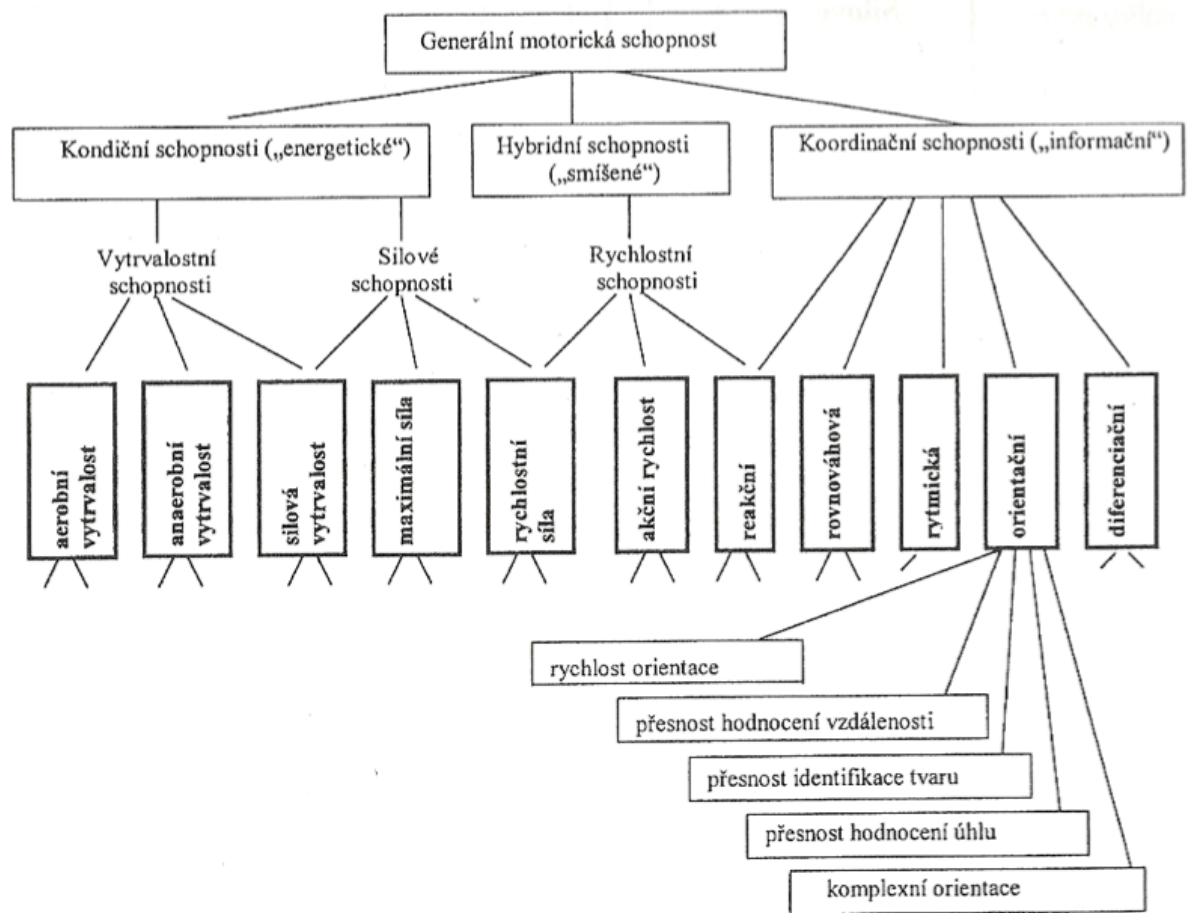 Generální motorická schopnost
Kondiční schopnosti („energetické“)
Hybridní schopnosti
(„smíšené“)
Koordinační schopnosti („informační“)
Vytrvalostní
schopnosti
Silové
schopnosti
Rychlostní
schopnosti
aerobní
vytrvalost
anaerobní
vytrvalost
silová
vytrvalost
maximální síla
rychlostní
síla
akční rychlost
reakční
rovnováhová
rytmická
orientační
diferenciační
rychlost orientace
přesnost hodnocení vzdálenosti
přesnost identifikace tvaru
přesnost hodnocení úhlu
komplexní orientace